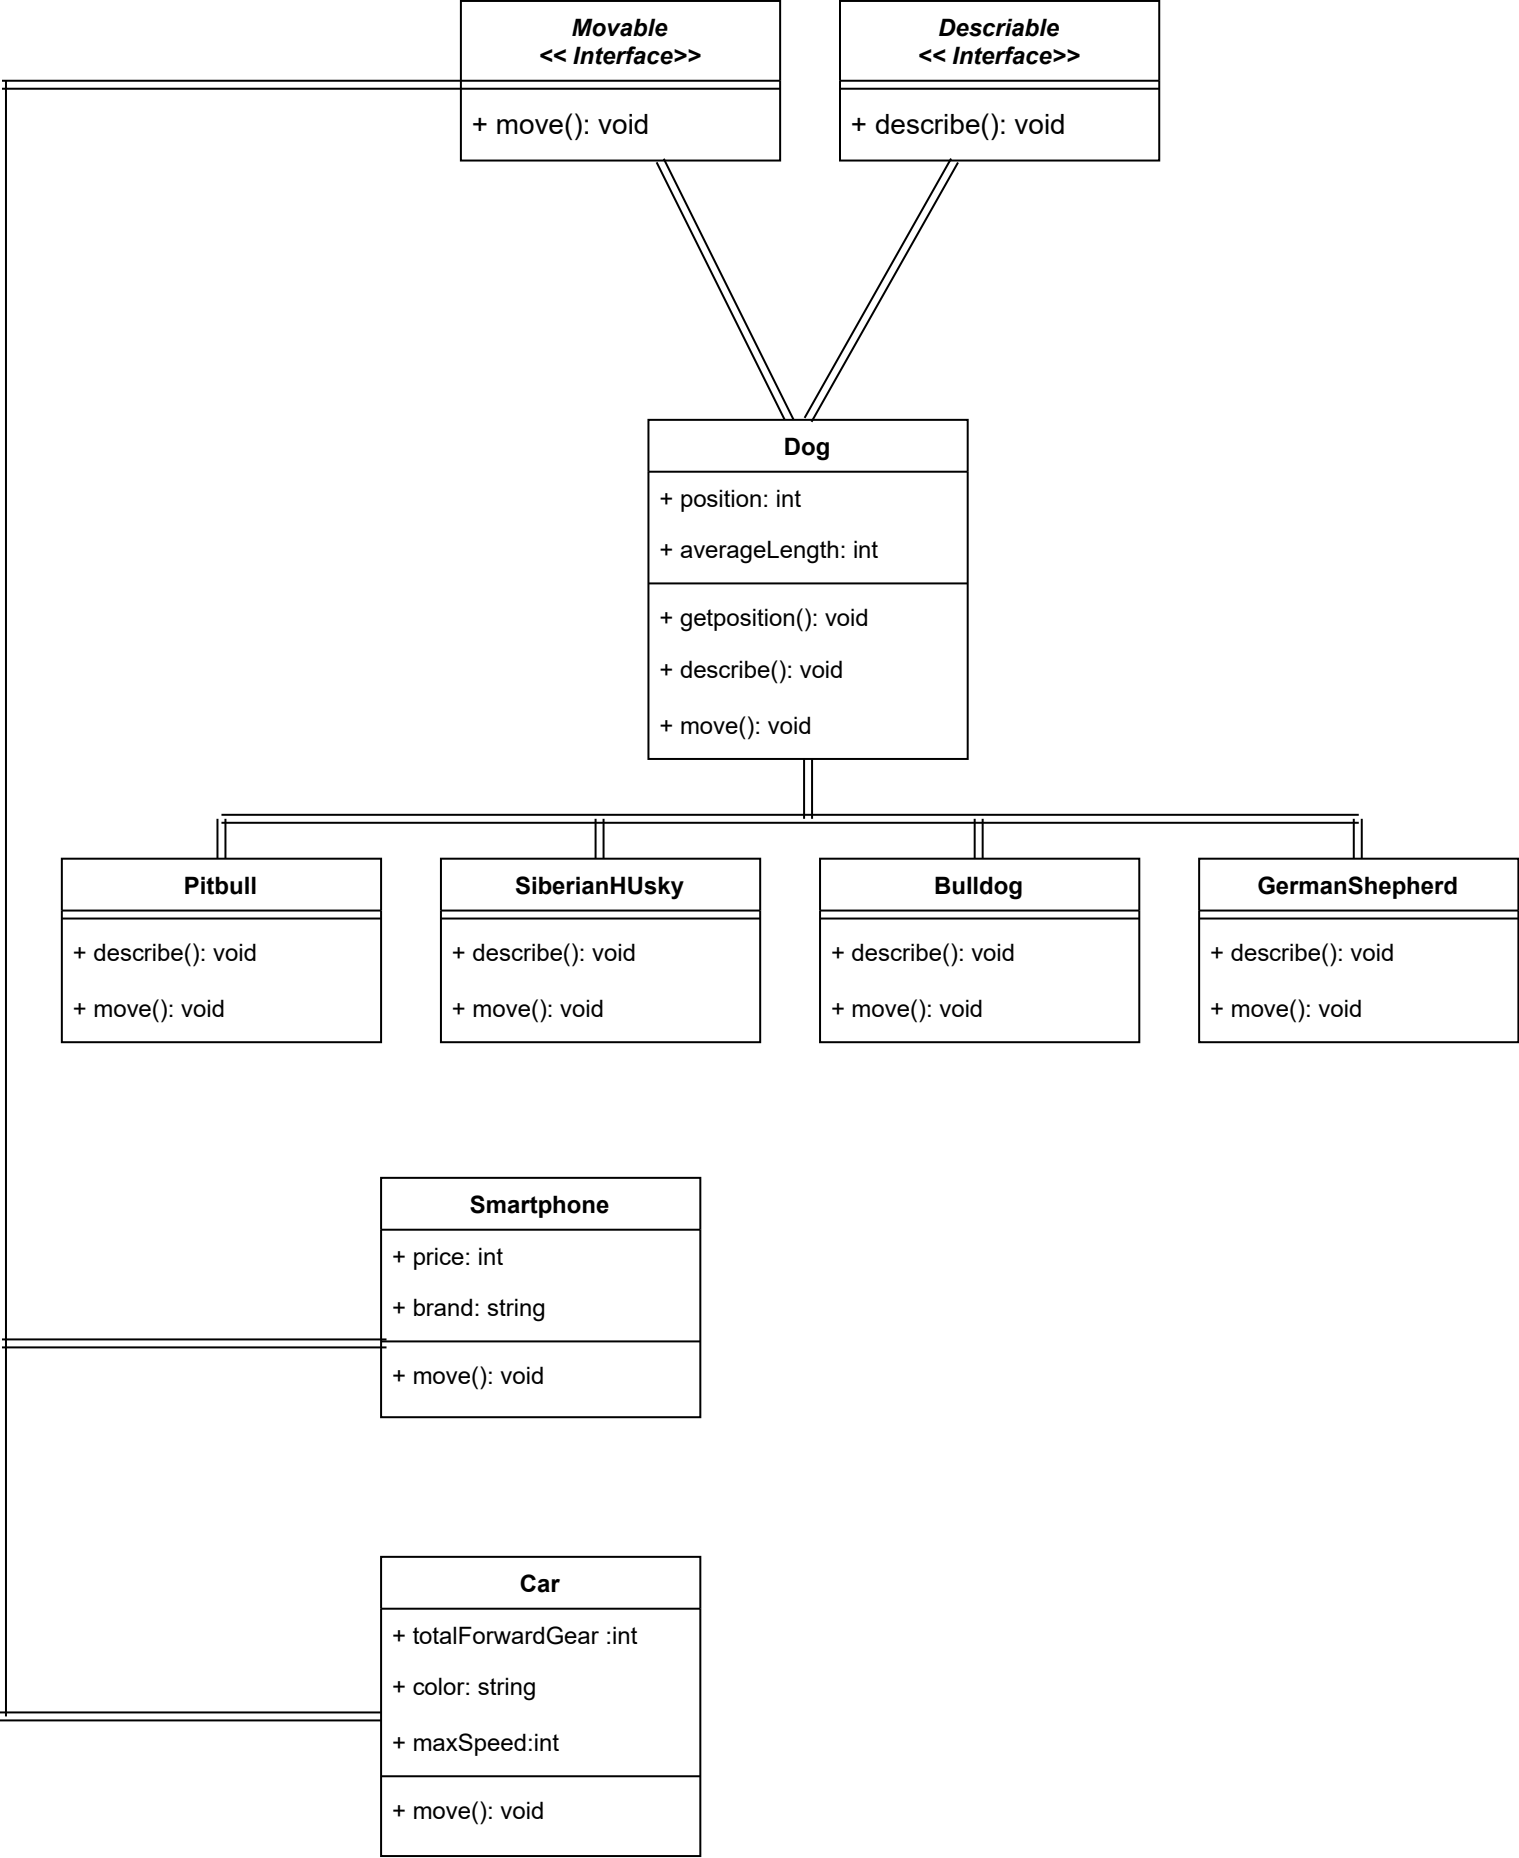 Movable
<< Interface>>
+ move(): void
Descriable
<< Interface>>
+ describe(): void
Dog
+ position: int
+ averageLength: int
+ getposition(): void
+ describe(): void
+ move(): void
Pitbull
+ describe(): void
+ move(): void
SiberianHUsky
+ describe(): void
+ move(): void
Bulldog
+ describe(): void
+ move(): void
GermanShepherd
+ describe(): void
+ move(): void
Smartphone
+ price: int
+ brand: string
+ move(): void
Car
+ totalForwardGear :int
+ color: string
+ maxSpeed:int
+ move(): void